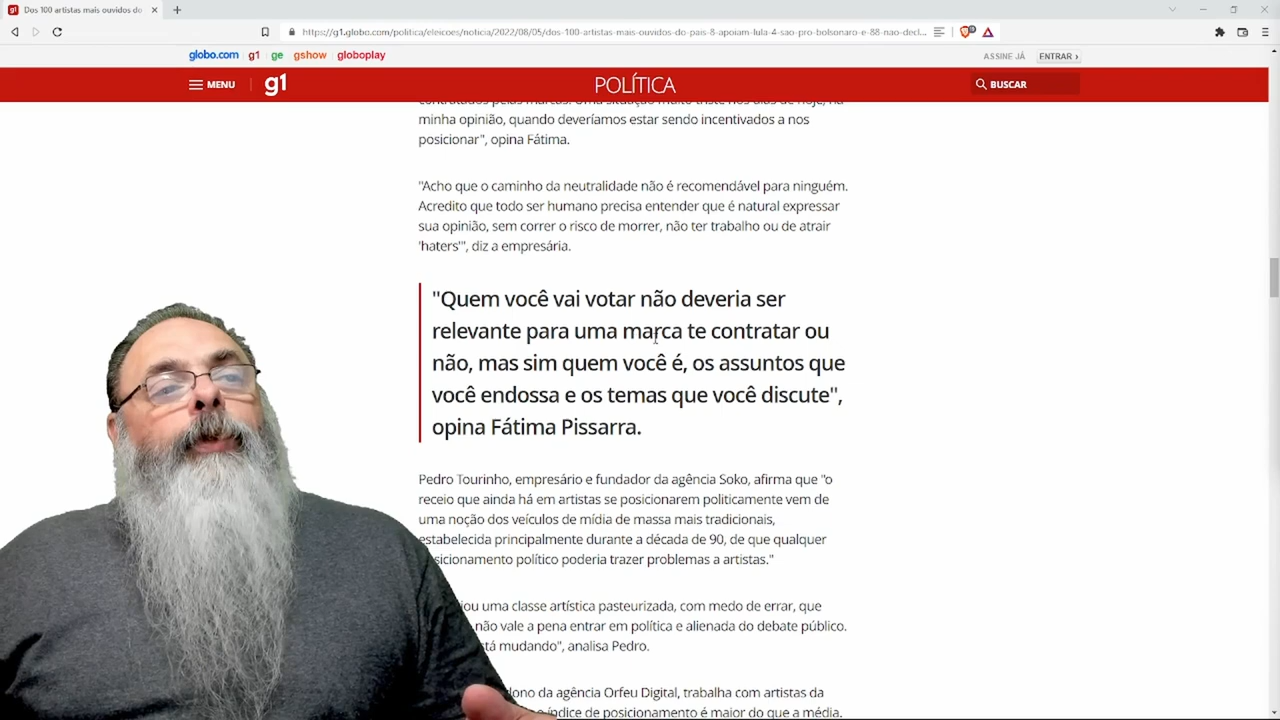 Dos 100 artistas mais ouvidos do
https://g1.globo.com/politica/eleicoes/noticia/2022/08/05/dos-100-artistas-mais-ouvidos-do-pais-8-apoiam-lula-4-sao-pro-bolsonaro-e-88-nao-decl...
globo.com g1 ge gshow globoplay
ASSINE JÁ ENTRAR ›
MENU g1 POLÍTICA BUSCAR
minha opinião, quando deveríamos estar sendo incentivados a nos
posicionar", opina Fátima.
"Acho que o caminho da neutralidade não é recomendável para ninguém.
Acredito que todo ser humano precisa entender que é natural expressar
sua opinião, sem correr o risco de morrer, não ter trabalho ou de atrair
'haters'", diz a empresária.
"Quem você vai votar não deveria ser
relevante para uma marca te contratar ou
não, mas sim quem você é, os assuntos que
você endossa e os temas que você discute",
opina Fátima Pissarra.
Pedro Tourinho, empresário e fundador da agência Soko, afirma que "o
receio que ainda há em artistas se posicionarem politicamente vem de
uma noção dos veículos de mídia de massa mais tradicionais,
estabelecida principalmente durante a década de 90, de que qualquer
sicionamento político poderia trazer problemas a artistas."
iou uma classe artística pasteurizada, com medo de errar, que
não vale a pena entrar em política e alienada do debate público.
stá mudando", analisa Pedro.
dono da agência Orfeu Digital, trabalha com artistas da
índice de posicionamento é maior do que a média.